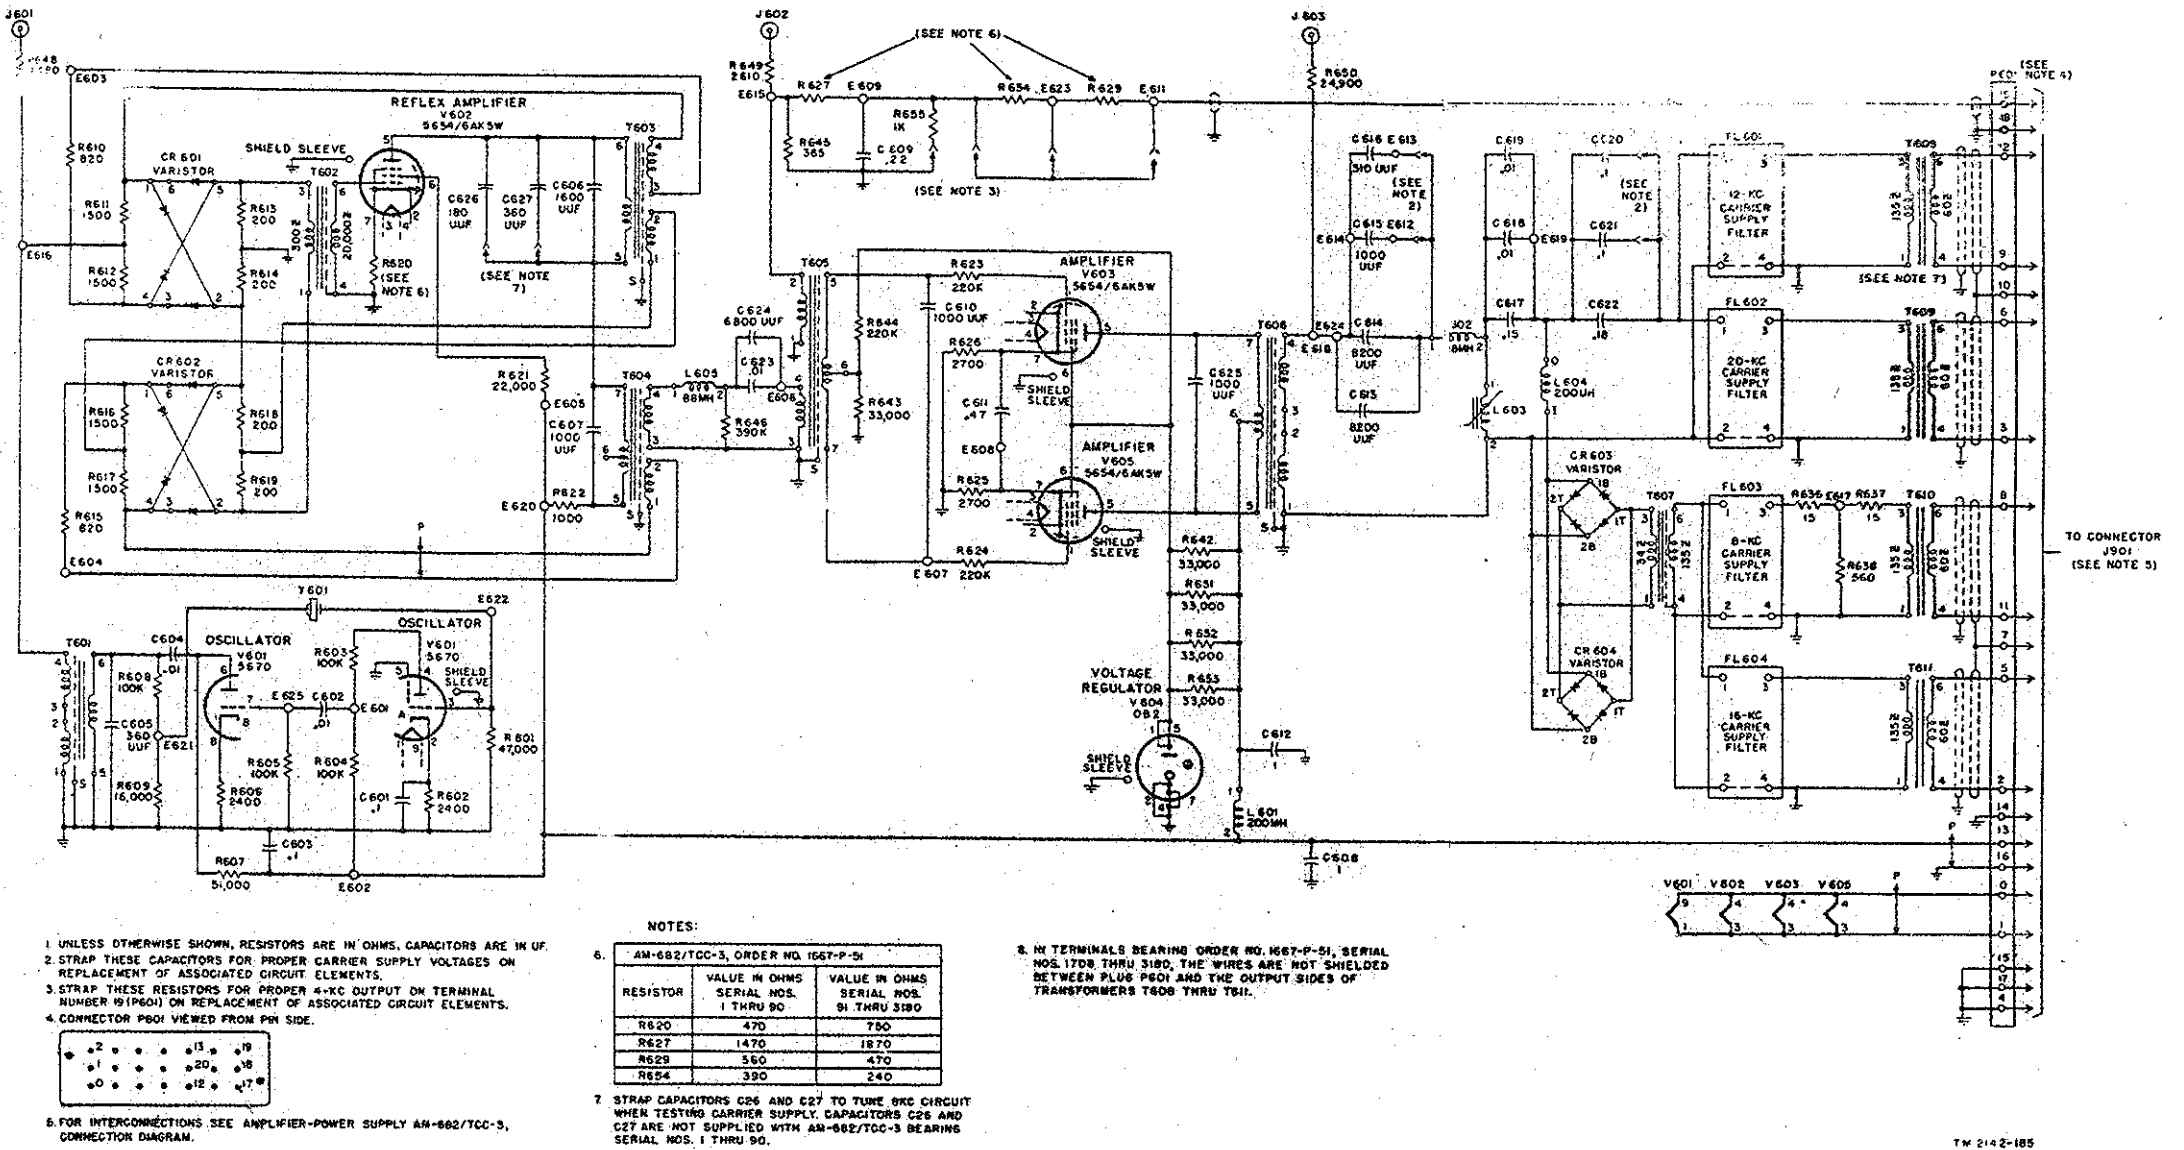 J601
J602
J603
(SEE NOTE 6)
(SEE
NOTE 4)
E603
R649
2610
R627
E609
R654
E623
R629
E611
R650
24,900
E615
REFLEX AMPLIFIER
V602
5654/6AK5W
T603
R655
1K
R645
365
C609
.22
(SEE NOTE 3)
C616
E613
510 UUF
(SEE
NOTE
2)
C619
.01
C620
.1
(SEE
NOTE
2)
FL601
12-KC
CARRIER
SUPPLY
FILTER
R610
820
SHIELD SLEEVE
CR601
VARISTOR
T602
R611
1500
R613
200
300Z
20,000Z
C626
180
UUF
C627
360
UUF
C606
1600
UUF
C615
E612
1000
UUF
E614
C618
.01
E619
C621
.1
135Z
602
E616
R612
1500
R614
200
R620
(SEE
NOTE 6)
(SEE NOTE
7)
T605
R623
220K
AMPLIFIER
V603
5654/6AK5W
(SEE NOTE 7)
C624
6800 UUF
R644
220K
C610
1000 UUF
T606
E624
C614
8200
UUF
E618
8MH
C617
.15
C622
.18
FL602
20-KC
CARRIER
SUPPLY
FILTER
T609
CR602
VARISTOR
R621
22,000
T604
L605
88MH
C623
.01
E606
R626
2700
SHIELD
SLEEVE
C625
1000
UUF
L604
200UH
R616
1500
R618
200
E605
C607
1000
UUF
R646
390K
R643
33,000
C611
.47
C613
8200
UUF
L603
E608
AMPLIFIER
V605
5654/6AK5W
CR603
VARISTOR
R617
1500
R619
200
R625
2700
T607
FL603
8-KC
CARRIER
SUPPLY
FILTER
R636
15
E617
R637
15
T610
R615
820
E620
R622
1000
P
SHIELD
SLEEVE
R642
33,000
R638
560
TO CONNECTOR
J901
(SEE NOTE 5)
E604
E607
R624
220K
R631
33,000
Y601
E622
T601
C604
.01
OSCILLATOR
V601
5670
R603
100K
OSCILLATOR
V601
5670
SHIELD
SLEEVE
R652
33,000
CR604
VARISTOR
FL604
16-KC
CARRIER
SUPPLY
FILTER
T611
R608
100K
E625
C602
.01
E601
VOLTAGE
REGULATOR
V604
OB2
R653
33,000
C605
360
UUF
E621
R601
47,000
R605
100K
R604
100K
SHIELD
SLEEVE
C612
R609
16,000
R606
2400
C601
.1
R602
2400
L601
200MH
C603
.1
R607
51,000
E602
C608
V601
V602
V603
V605
P
NOTES:
1. UNLESS OTHERWISE SHOWN, RESISTORS ARE IN OHMS, CAPACITORS ARE IN UF.
2. STRAP THESE CAPACITORS FOR PROPER CARRIER SUPPLY VOLTAGES ON
REPLACEMENT OF ASSOCIATED CIRCUIT ELEMENTS.
3. STRAP THESE RESISTORS FOR PROPER 4-KC OUTPUT ON TERMINAL
NUMBER 19(P601) ON REPLACEMENT OF ASSOCIATED CIRCUIT ELEMENTS.
4. CONNECTOR P601 VIEWED FROM PIN SIDE.
2 13 19
1 20 18
0 12 17
5. FOR INTERCONNECTIONS SEE AMPLIFIER-POWER SUPPLY AM-682/TCC-3,
CONNECTION DIAGRAM.
6. AM-682/TCC-3, ORDER NO. 1667-P-51
RESISTOR
VALUE IN OHMS
SERIAL NOS.
1 THRU 90
VALUE IN OHMS
SERIAL NOS.
91 THRU 3180
R620 470 750
R627 1470 1870
R629 560 470
R654 390 240
7. STRAP CAPACITORS C26 AND C27 TO TUNE 8KC CIRCUIT
WHEN TESTING CARRIER SUPPLY. CAPACITORS C26 AND
C27 ARE NOT SUPPLIED WITH AM-682/TCC-3 BEARING
SERIAL NOS. 1 THRU 90.
8. IN TERMINALS BEARING ORDER NO. 1667-P-51, SERIAL
NOS. 1708 THRU 3180, THE WIRES ARE NOT SHIELDED
BETWEEN PLUG P601 AND THE OUTPUT SIDES OF
TRANSFORMERS T608 THRU T611.
TM 2142-185